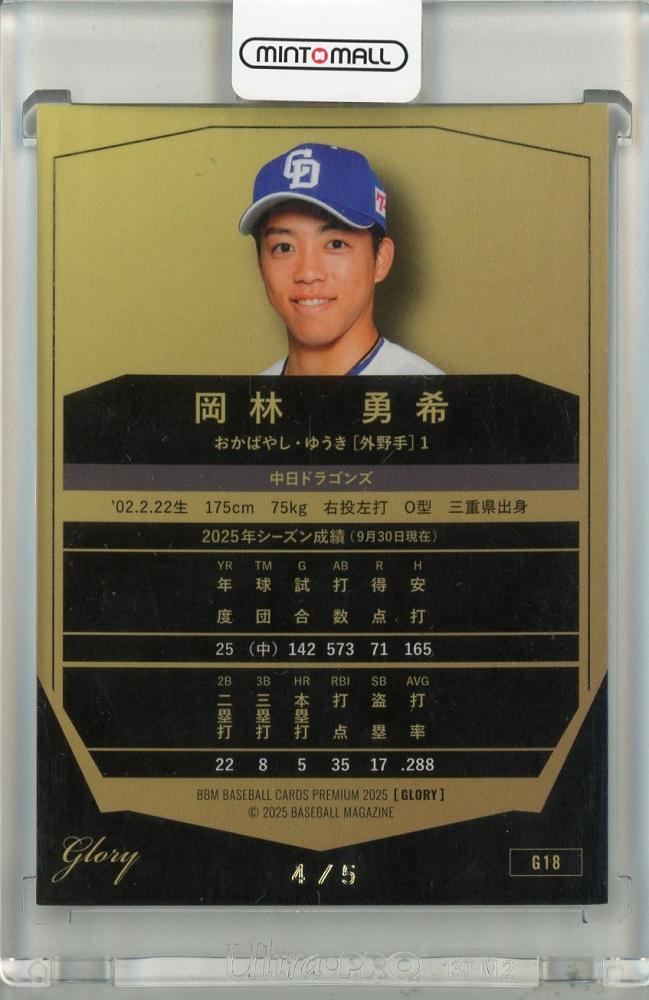 MINTOMALL
CD
岡林 勇希
おかばやし・ゆうき [外野手] 1
中日ドラゴンズ
'02.2.22生 175cm 75kg 右投左打 O型 三重県出身
2025年シーズン成績 (9月30日現在)
YR TM G AB R H
年度 球団 試合 打数 得点 安打
25 (中) 142 573 71 165
2B 3B HR RBI SB AVG
二塁打 三塁打 本塁打 打点 盗塁 打率
22 8 5 35 17 .288
BBM BASEBALL CARDS PREMIUM 2025 [GLORY]
© 2025 BASEBALL MAGAZINE
Glory
G18
4/5
Ultra·PRO® 130 M2